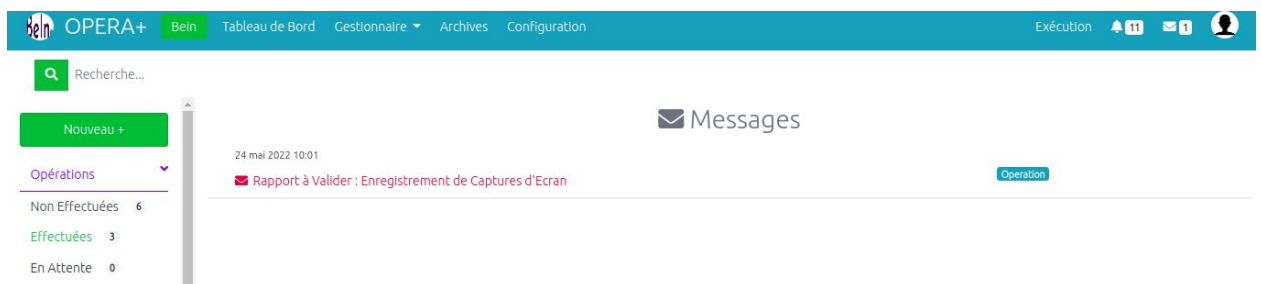 Bein OPERA+ Bein Tableau de Bord Gestionnaire Archives Configuration Exécution 11 1
Recherche...
Nouveau +
Messages
24 mai 2022 10:01
Opérations
Rapport à Valider : Enregistrement de Captures d'Ecran Operation
Non Effectuées 6
Effectuées 3
En Attente 0